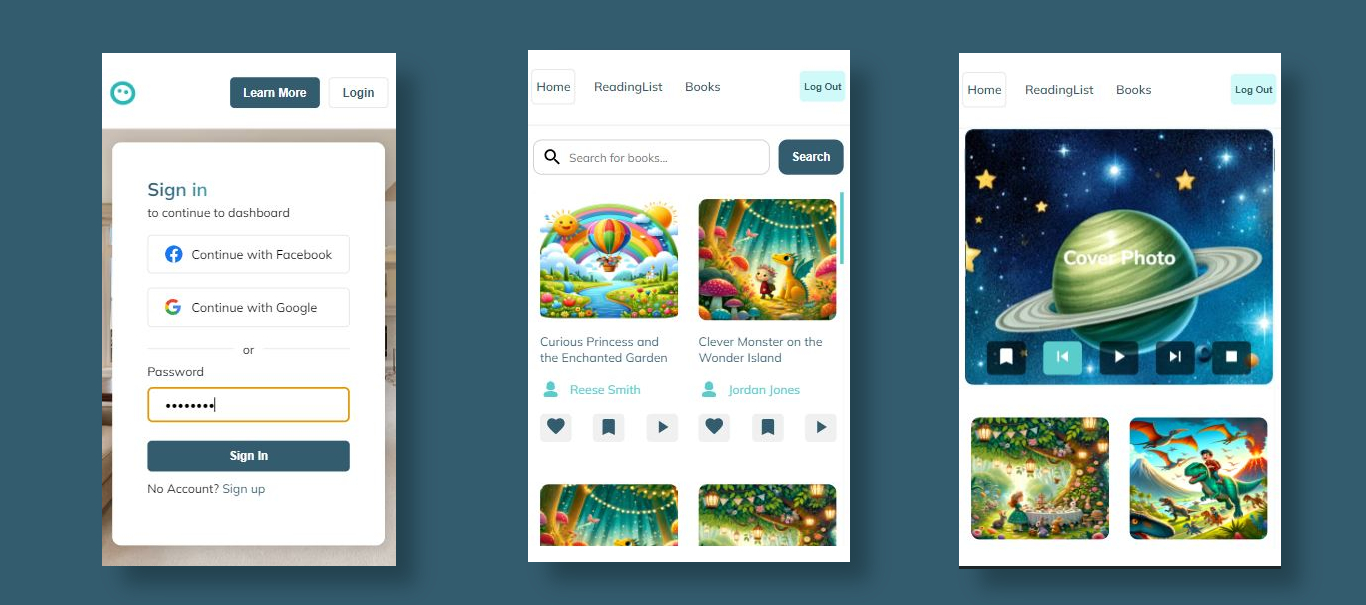 Learn More
Login
Sign in
to continue to dashboard
Continue with Facebook
Continue with Google
or
Password
••••••••
Sign In
No Account? Sign up
Home
ReadingList
Books
Log Out
Search for books...
Search
Curious Princess and
the Enchanted Garden
Reese Smith
Clever Monster on the
Wonder Island
Jordan Jones
Home
ReadingList
Books
Log Out
Cover Photo